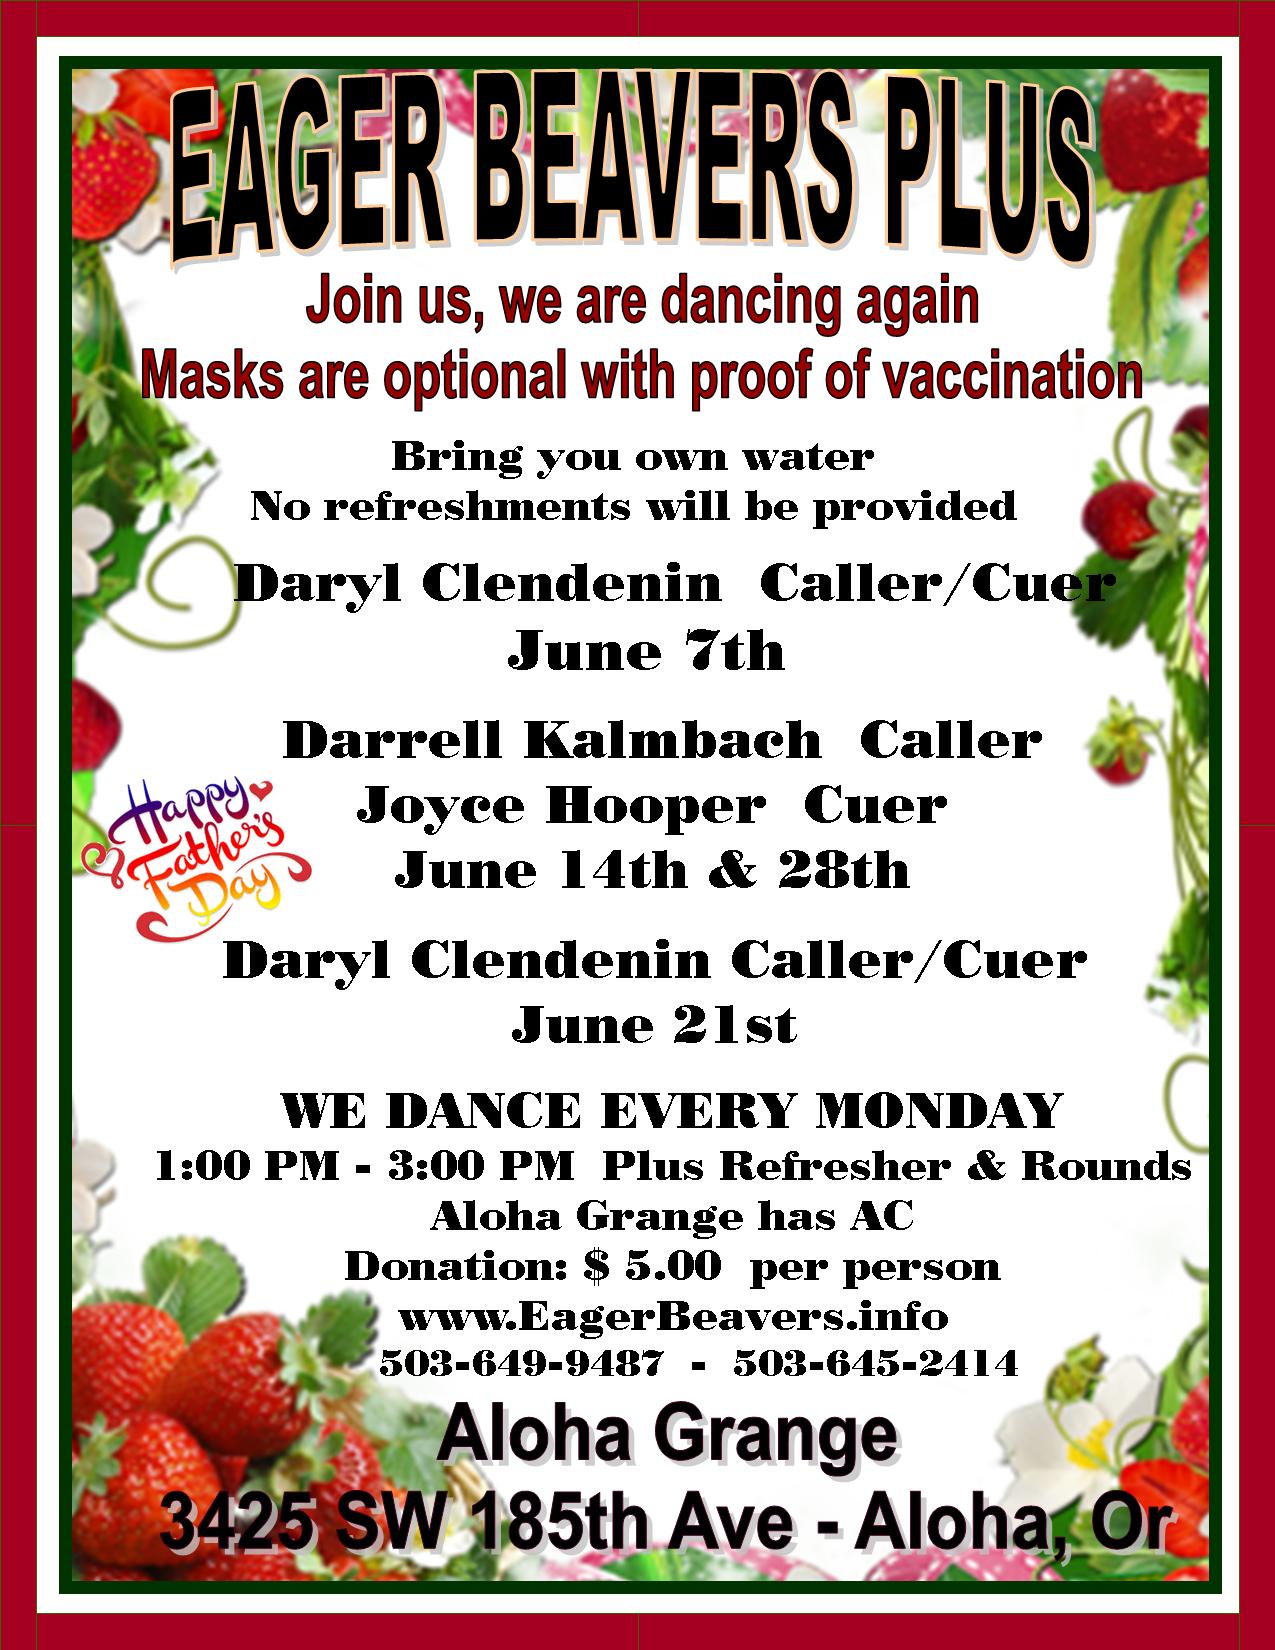 EAGER BEAVERS PLUS
Join us, we are dancing again
Masks are optional with proof of vaccination
Bring you own water
No refreshments will be provided
Daryl Clendenin Caller/Cuer
June 7th
Darrell Kalmbach Caller
Joyce Hooper Cuer
June 14th & 28th
Happy
Father's
Day
Daryl Clendenin Caller/Cuer
June 21st
WE DANCE EVERY MONDAY
1:00 PM - 3:00 PM Plus Refresher & Rounds
Aloha Grange has AC
Donation: $ 5.00 per person
www.EagerBeavers.info
503-649-9487 - 503-645-2414
Aloha Grange
3425 SW 185th Ave - Aloha, Or